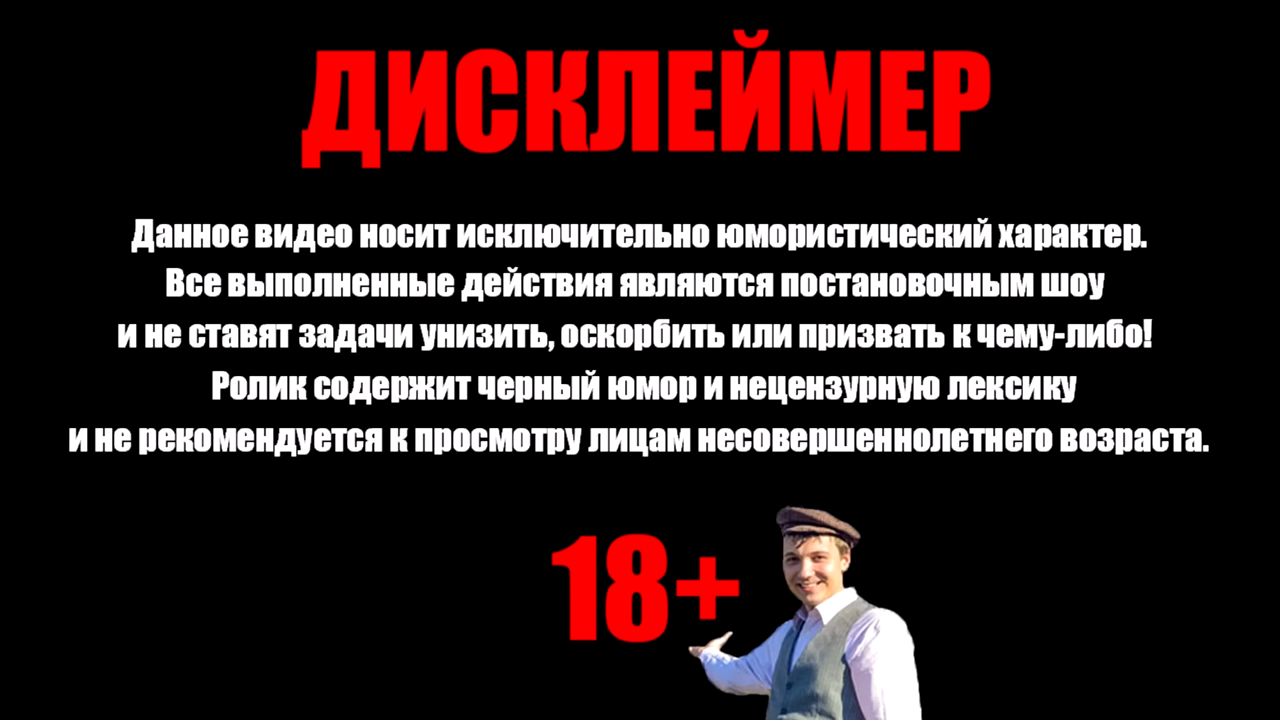 ДИСКЛЕЙМЕР
Данное видео носит исключительно юмористический характер.
Все выполненные действия являются постановочным шоу
и не ставят задачи унизить, оскорбить или призвать к чему-либо!
Ролик содержит черный юмор и нецензурную лексику
и не рекомендуется к просмотру лицам несовершеннолетнего возраста.
18+